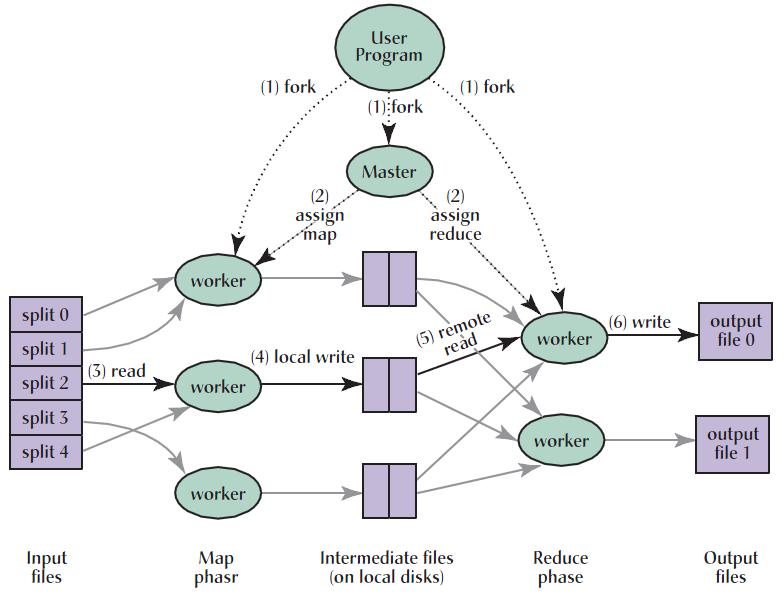 User
Program
(1) fork
(1) fork
(1) fork
Master
(2)
assign
map
(2)
assign
reduce
worker
split 0
split 1
split 2
split 3
split 4
(3) read
worker
(4) local write
(5) remote
read
worker
(6) write
output
file 0
worker
output
file 1
worker
Input
files
Map
phasr
Intermediate files
(on local disks)
Reduce
phase
Output
files